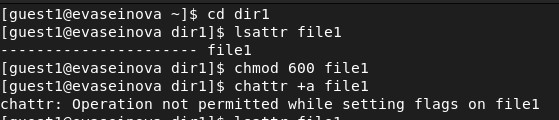 [guest1@evaseinova ~]$ cd dir1
[guest1@evaseinova dir1]$ lsattr file1
---------------------- file1
[guest1@evaseinova dir1]$ chmod 600 file1
[guest1@evaseinova dir1]$ chattr +a file1
chattr: Operation not permitted while setting flags on file1
[guest1@evaseinova dir1]$ lsattr file1